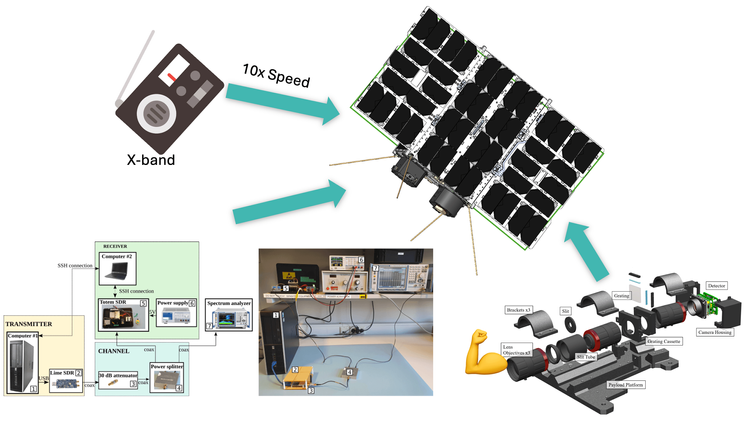 10x Speed
X-band
RECEIVER
Computer #2
SSH connection
SSH connection
Totem SDR
5
Power supply
6
Spectrum analyzer
7
TRANSMITTER
Computer #1
1
USB
Lime SDR
2
coax
CHANNEL
coax
coax
30 dB attenuator
3
coax
Power splitter
4
1
2
3
4
5
6
7
Brackets x3
Slit
Grating
Detector
Camera Housing
Lens
Objectives x3
Slit Tube
Grating Cassette
Payload Platform